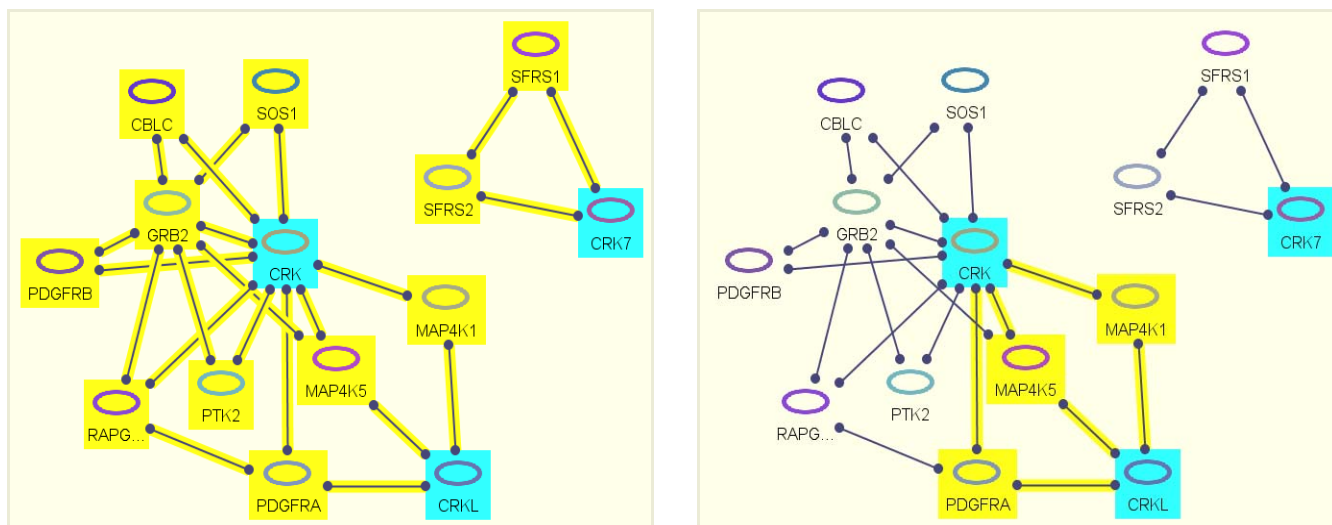 SFRS1
CBLC
SOS1
SFRS2
GRB2
CRK7
CRK
PDGFRB
MAP4K1
MAP4K5
PTK2
RAPG...
PDGFRA
CRKL
SFRS1
CBLC
SOS1
SFRS2
GRB2
CRK7
CRK
PDGFRB
MAP4K1
MAP4K5
PTK2
RAPG...
PDGFRA
CRKL